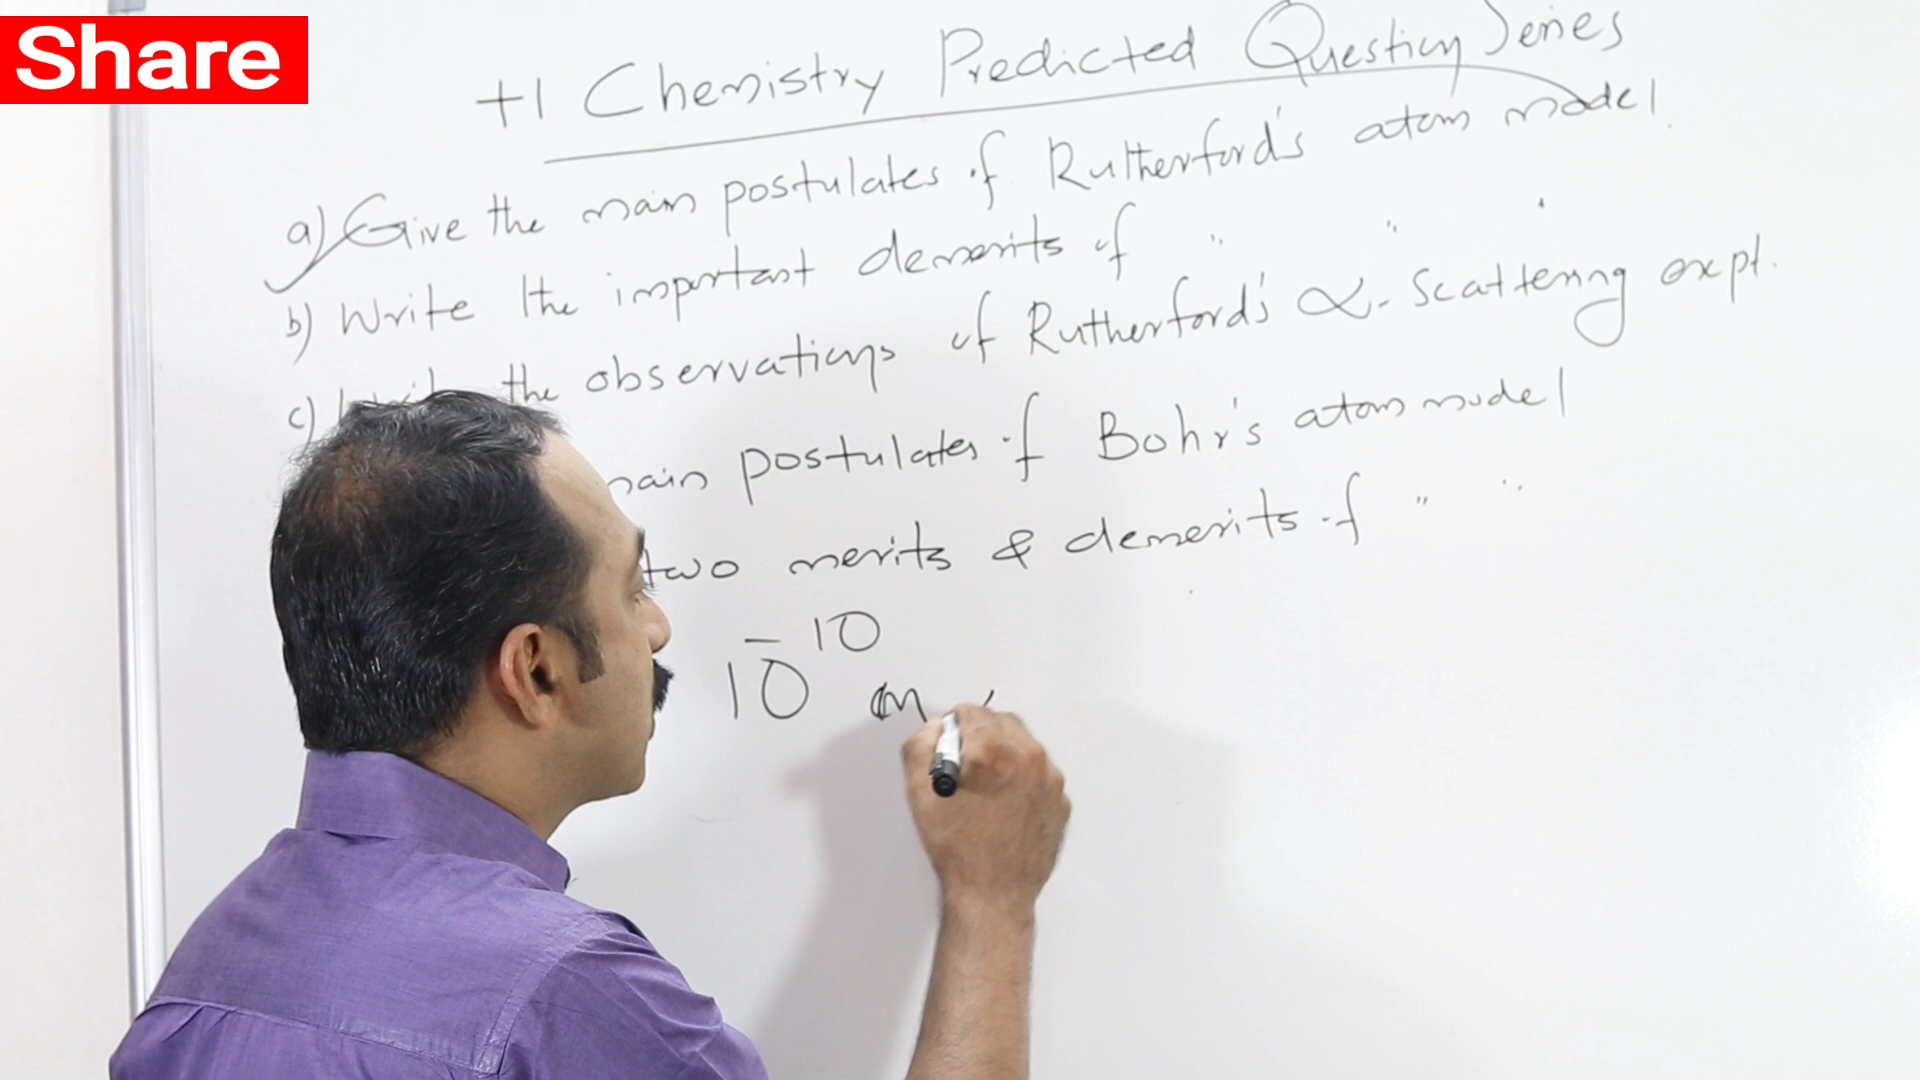 Share
+1 Chemistry Predicted Question Series
a) Give the main postulates of Rutherford's atom model.
b) Write the important demerits of " " "
c) the observations of Rutherford's α-scattering expt.
main postulates of Bohr's atom model
two merits & demerits of " "
10⁻¹⁰ m